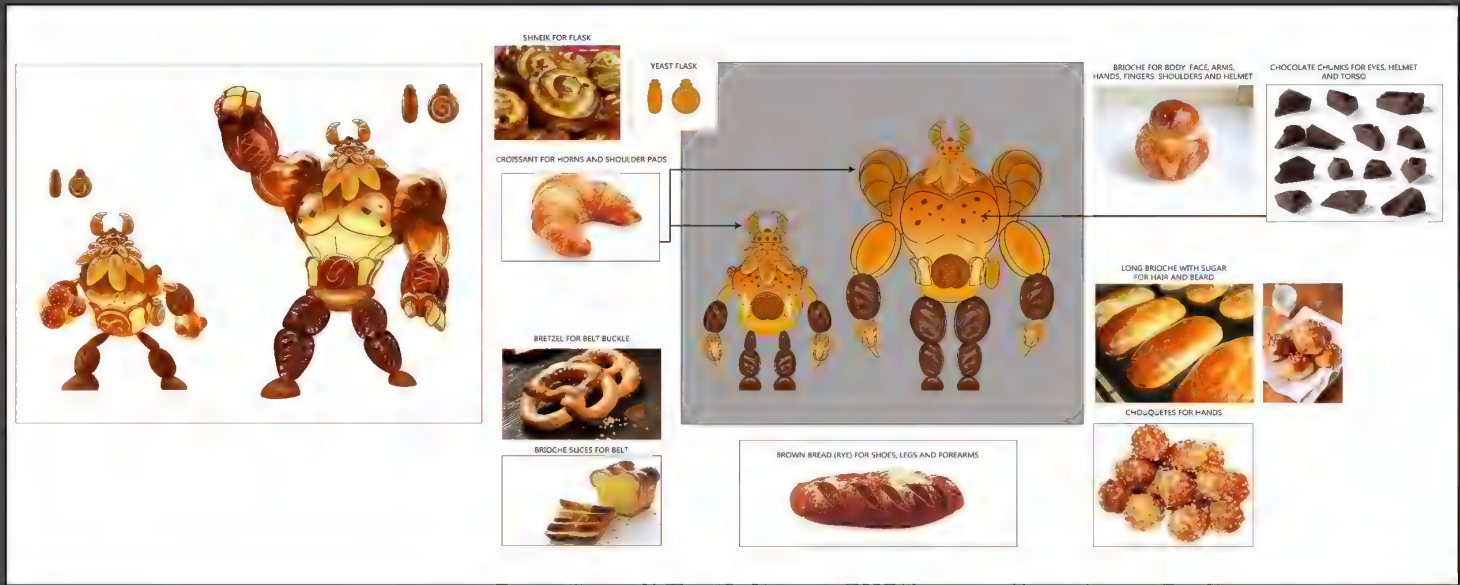 SHNEIK FOR FLASK
YEAST FLASK
BRIOCHE FOR BODY, FACE, ARMS,
HANDS, FINGERS, SHOULDERS AND HELMET
CHOCOLATE CHUNKS FOR EYES, HELMET
AND TORSO
CROISSANT FOR HORNS AND SHOULDER PADS
LONG BRIOCHE WITH SUGAR
FOR HAIR AND BEARD
BRETZEL FOR BELT BUCKLE
CHOUQUETES FOR HANDS
BRIOCHE SLICES FOR BELT
BROWN BREAD (RYE) FOR SHOES, LEGS AND FOREARMS